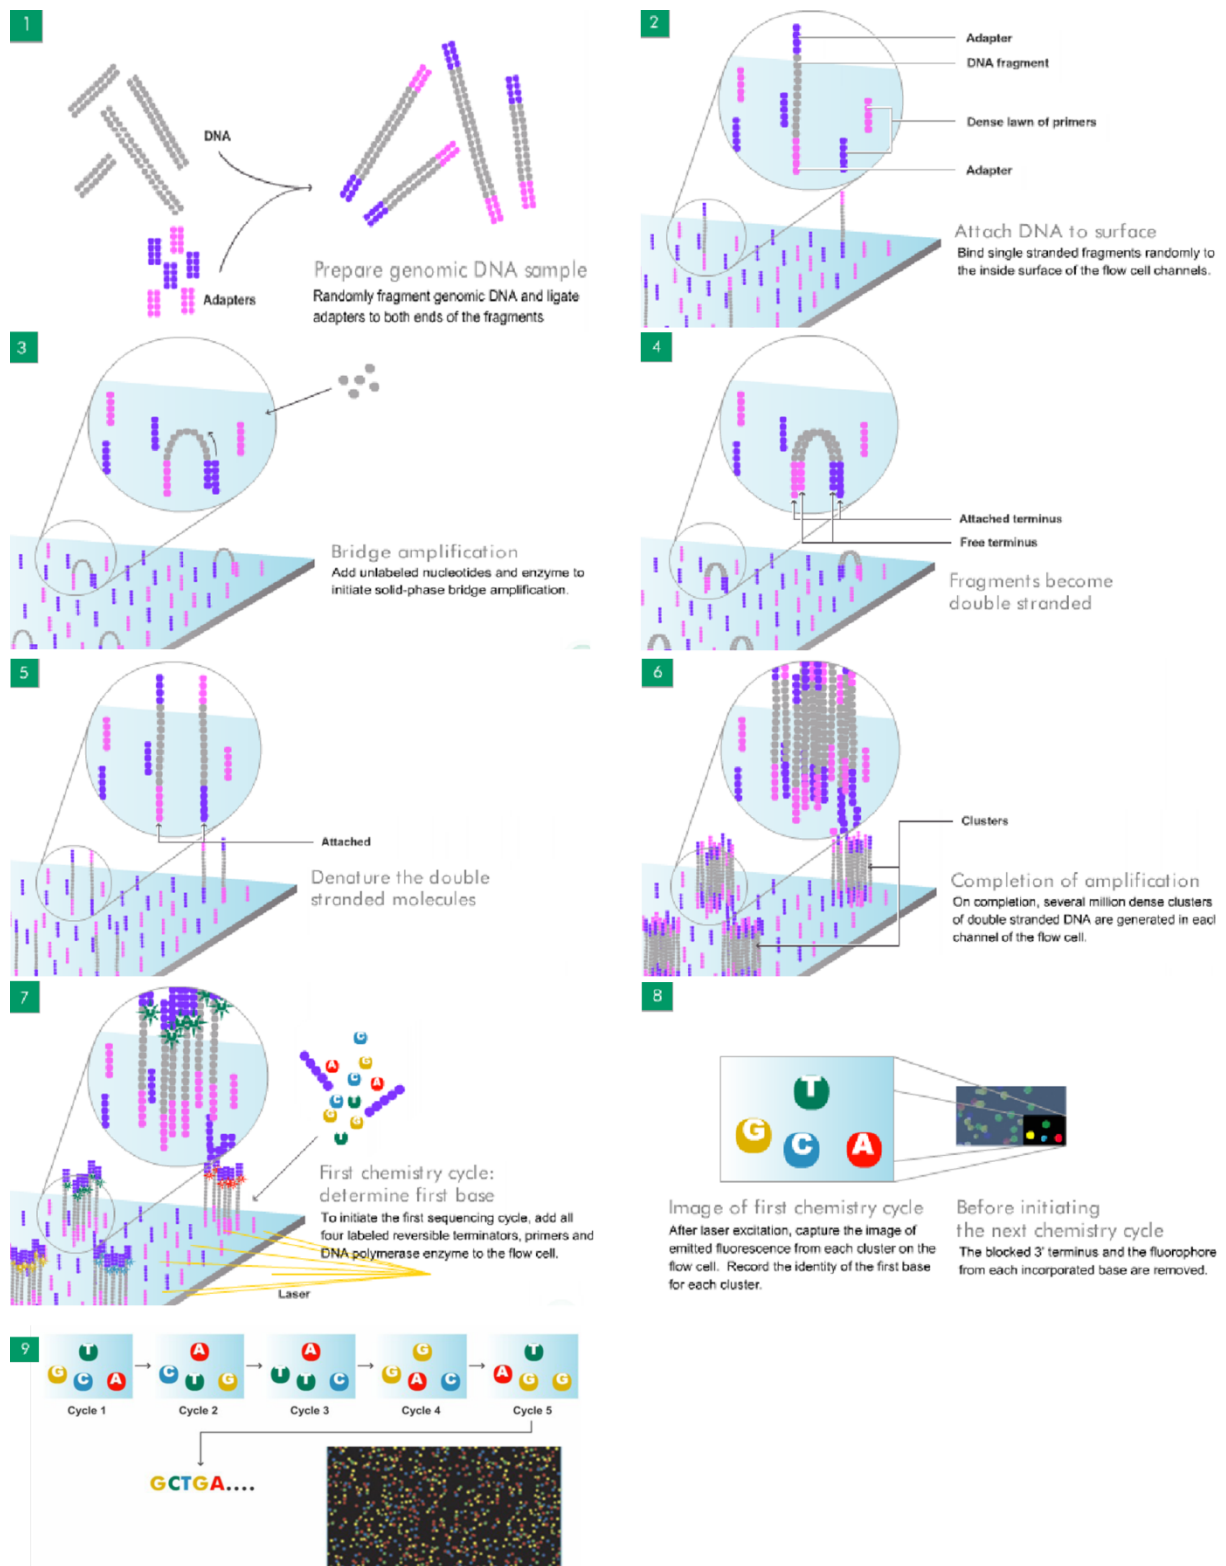 1
DNA
Adapters
Prepare genomic DNA sample
Randomly fragment genomic DNA and ligate
adapters to both ends of the fragments
2
Adapter
DNA fragment
Dense lawn of primers
Adapter
Attach DNA to surface
Bind single stranded fragments randomly to
the inside surface of the flow cell channels.
3
Bridge amplification
Add unlabeled nucleotides and enzyme to
initiate solid-phase bridge amplification.
4
Attached terminus
Free terminus
Fragments become
double stranded
5
Attached
Denature the double
stranded molecules
6
Clusters
Completion of amplification
On completion, several million dense clusters
of double stranded DNA are generated in each
channel of the flow cell.
7
C
A
G
C
A
C
T
G
G
T
First chemistry cycle:
determine first base
To initiate the first sequencing cycle, add all
four labeled reversible terminators, primers and
DNA polymerase enzyme to the flow cell.
Laser
8
T
G
C
A
Image of first chemistry cycle
After laser excitation, capture the image of
emitted fluorescence from each cluster on the
flow cell. Record the identity of the first base
for each cluster.
Before initiating
the next chemistry cycle
The blocked 3' terminus and the fluorophore
from each incorporated base are removed.
9
T
G C A
Cycle 1
A
C T G
Cycle 2
A
T T C
Cycle 3
G
G A C
Cycle 4
T
A G G
Cycle 5
GCTGA....